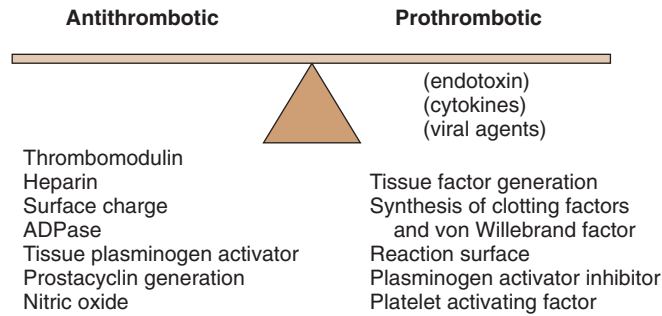 Antithrombotic
Prothrombotic
(endotoxin)
(cytokines)
(viral agents)
Thrombomodulin
Heparin
Surface charge
ADPase
Tissue plasminogen activator
Prostacyclin generation
Nitric oxide
Tissue factor generation
Synthesis of clotting factors
and von Willebrand factor
Reaction surface
Plasminogen activator inhibitor
Platelet activating factor